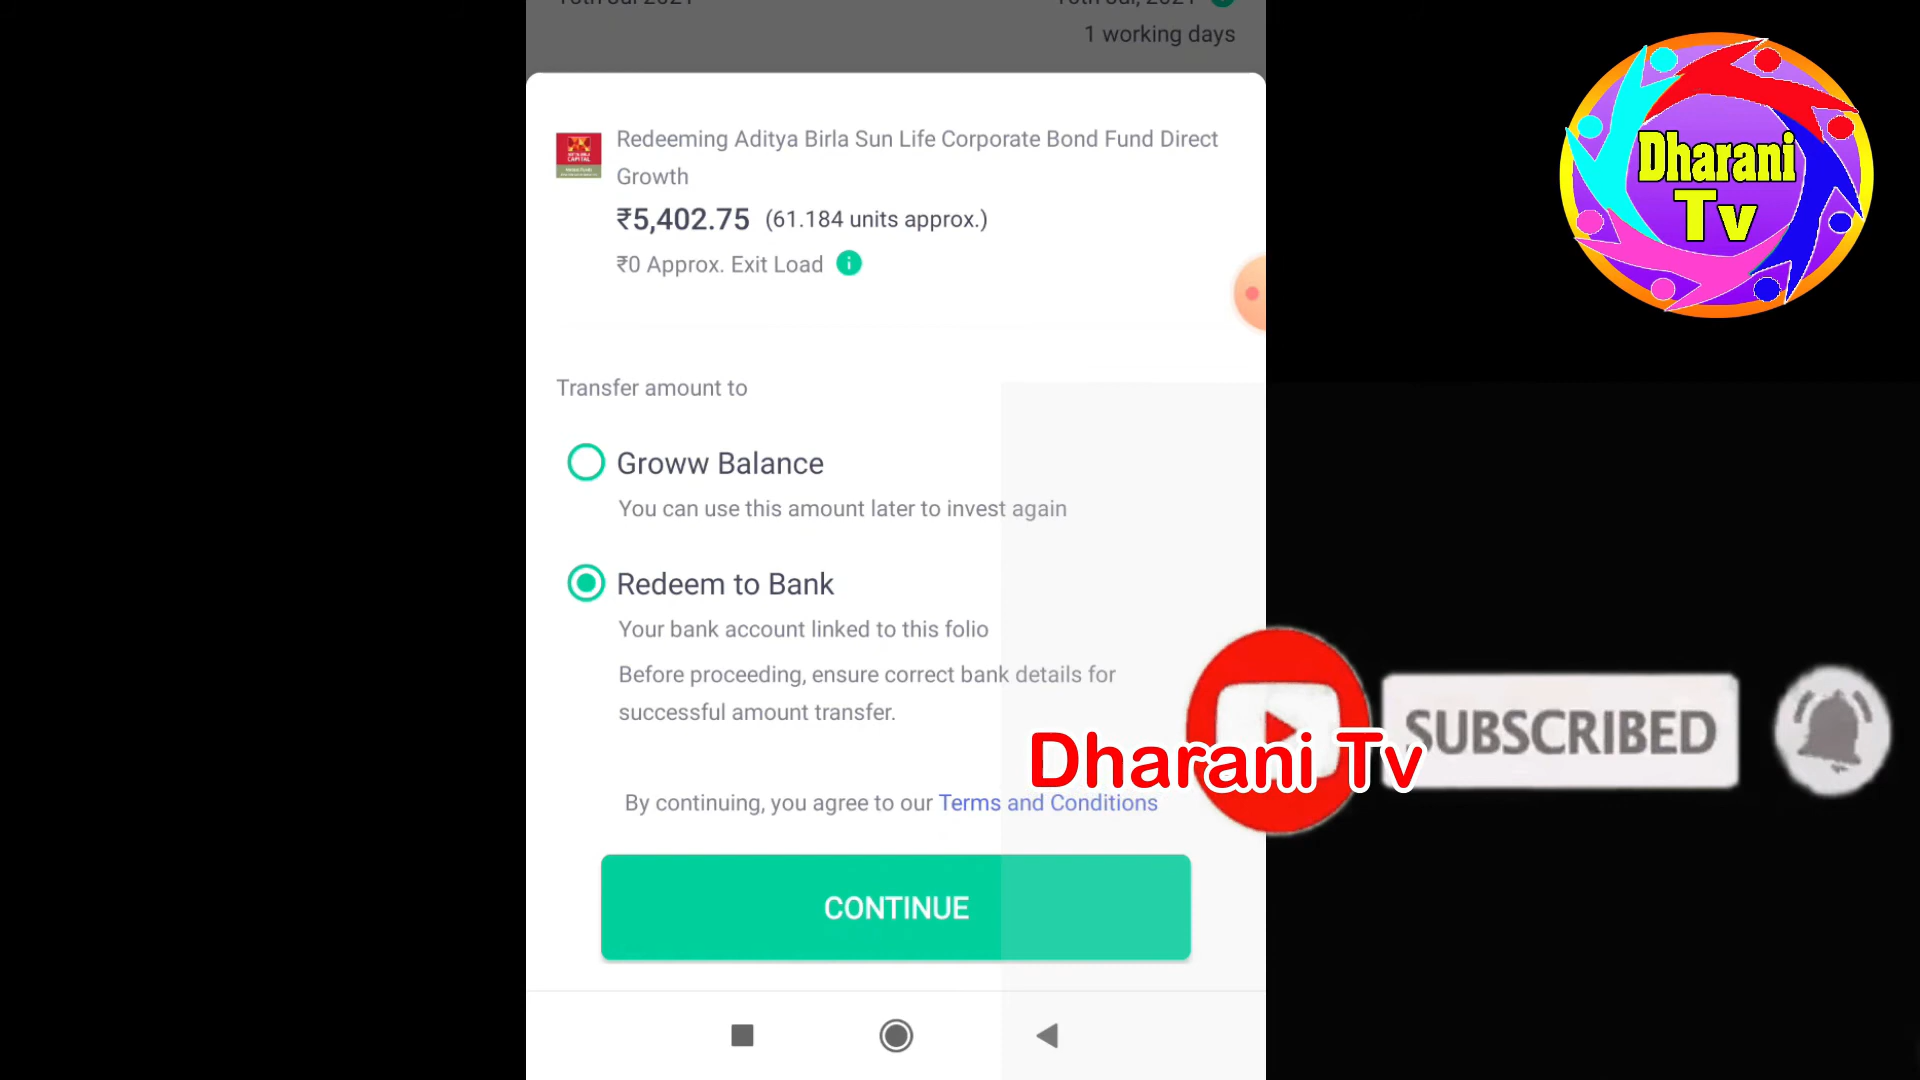 1 working days
Redeeming Aditya Birla Sun Life Corporate Bond Fund Direct
Growth
₹5,402.75 (61.184 units approx.)
₹0 Approx. Exit Load
Transfer amount to
Groww Balance
You can use this amount later to invest again
Redeem to Bank
Your bank account linked to this folio
Before proceeding, ensure correct bank details for
successful amount transfer.
By continuing, you agree to our Terms and Conditions
CONTINUE
Dharani
Tv
SUBSCRIBED
Dharani Tv